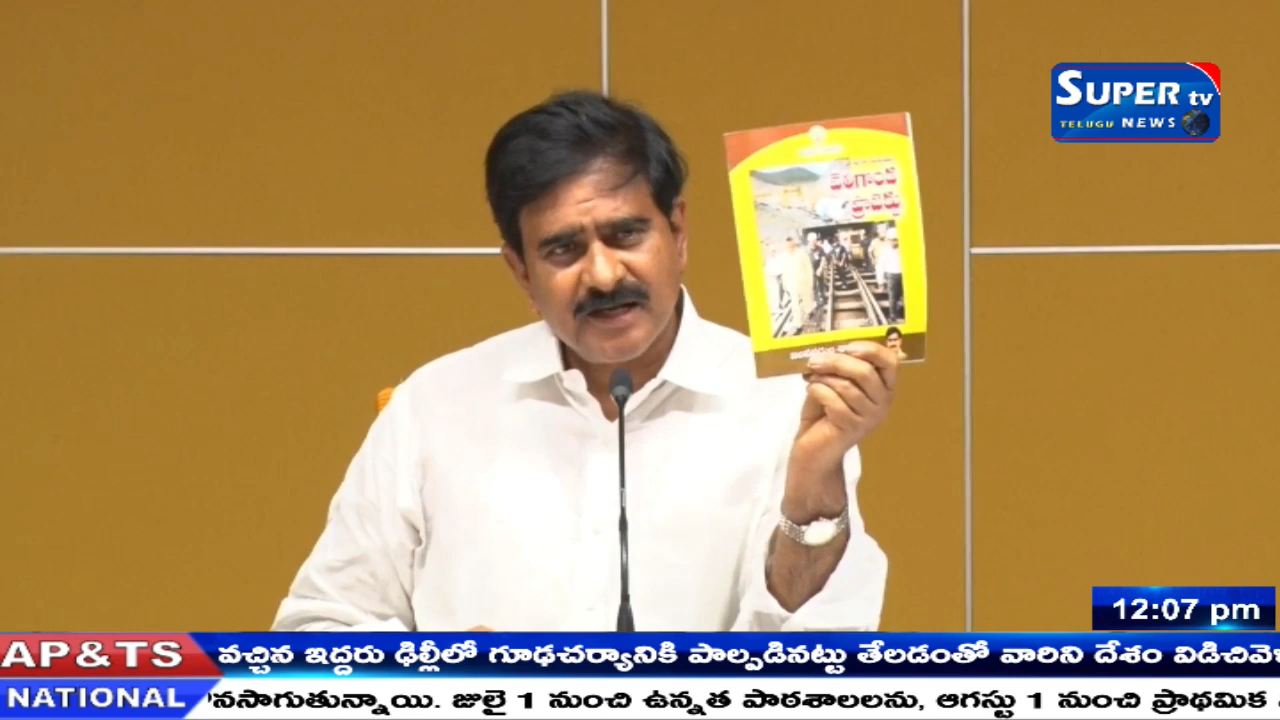 SUPER tv
TELUGU NEWS
వెలిగొండ
ప్రాజెక్టు
12:07 pm
AP&TS
వచ్చిన ఇద్దరు ఢిల్లీలో గూఢచర్యానికి పాల్పడినట్టు తేలడంతో వారిని దేశం
NATIONAL
నసాగుతున్నాయి. జులై 1 నుంచి ఉన్నత పాఠశాలలను, ఆగస్టు 1 నుంచి ప్రాథమిక